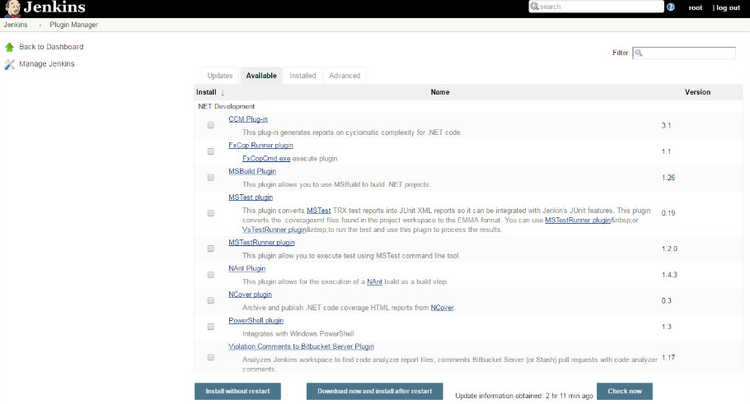 Jenkins
search
root | log out
Jenkins
Plugin Manager
Back to Dashboard
Manage Jenkins
Filter:
Updates Available Installed Advanced
Install ↓ Name Version
.NET Development
CCM Plug-in
This plug-in generates reports on cyclomatic complexity for .NET code.
3.1
FxCop Runner plugin
FxCopCmd.exe execute plugin.
1.1
MSBuild Plugin
This plugin allows you to use MSBuild to build .NET projects.
1.26
MSTest plugin
This plugin converts MSTest TRX test reports into JUnit XML reports so it can be integrated with Jenkin's JUnit features. This plugin
converts the .coveragexml files found in the project workspace to the EMMA format. You can use MSTestRunner plugin&nbsp;or
VsTestRunner plugin&nbsp;to run the test and use this plugin to process the results.
0.19
MSTestRunner plugin
This plugin allow you to execute test using MSTest command line tool.
1.2.0
NAnt Plugin
This plugin allows for the execution of a NAnt build as a build step.
1.4.3
NCover plugin
Archive and publish .NET code coverage HTML reports from NCover.
0.3
PowerShell plugin
Integrates with Windows PowerShell
1.3
Violation Comments to Bitbucket Server Plugin
Analyzes Jenkins workspace to find code analyzer report files, comments Bitbucket Server (or Stash) pull requests with code analyzer
comments.
1.17
Install without restart
Download now and install after restart
Update information obtained: 2 hr 11 min ago
Check now